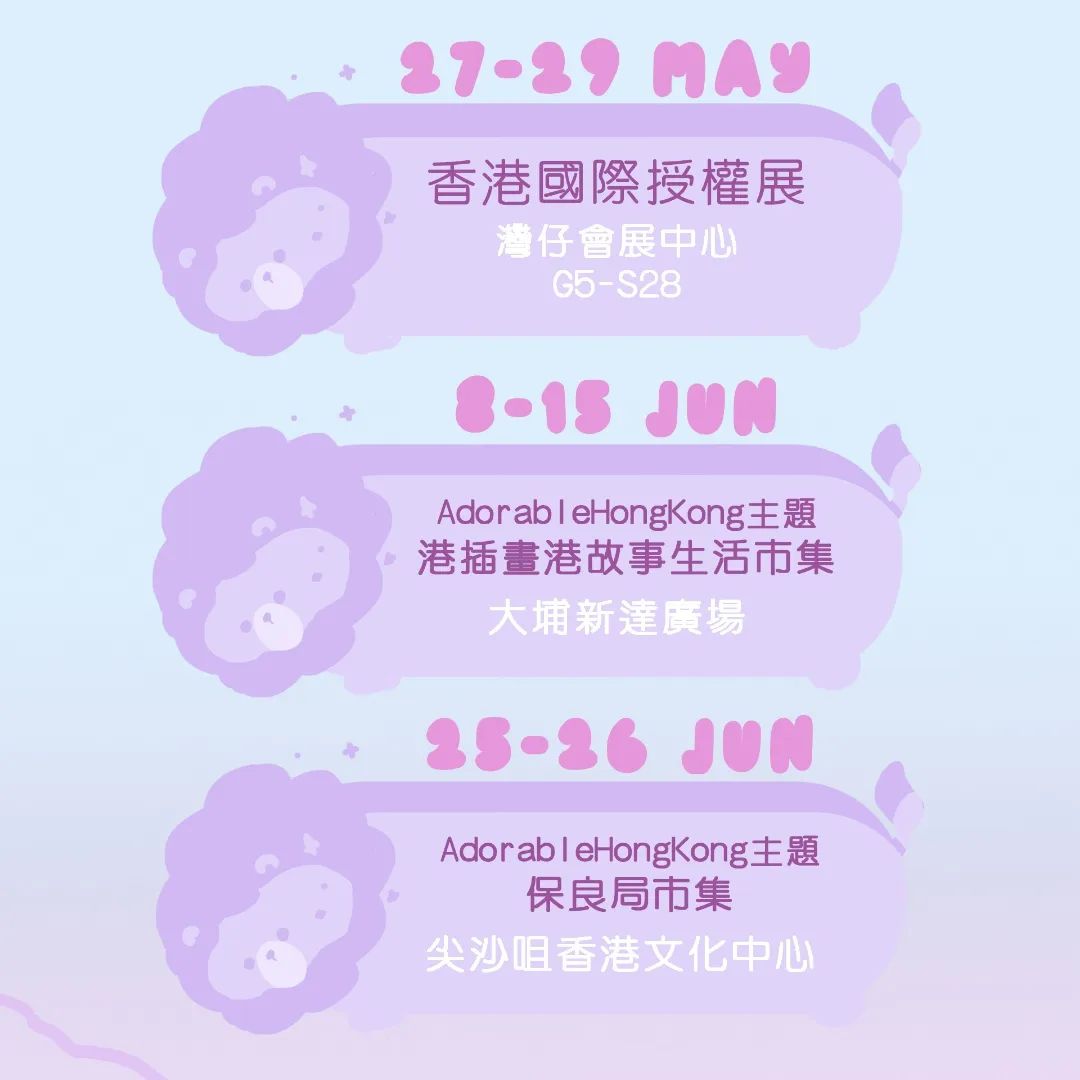 27-29 MAY
香港國際授權展
灣仔會展中心
G5-S28
8-15 JUN
AdorableHongKong主題
港插畫港故事生活市集
大埔新達廣場
25-26 JUN
AdorableHongKong主題
保良局市集
尖沙咀香港文化中心